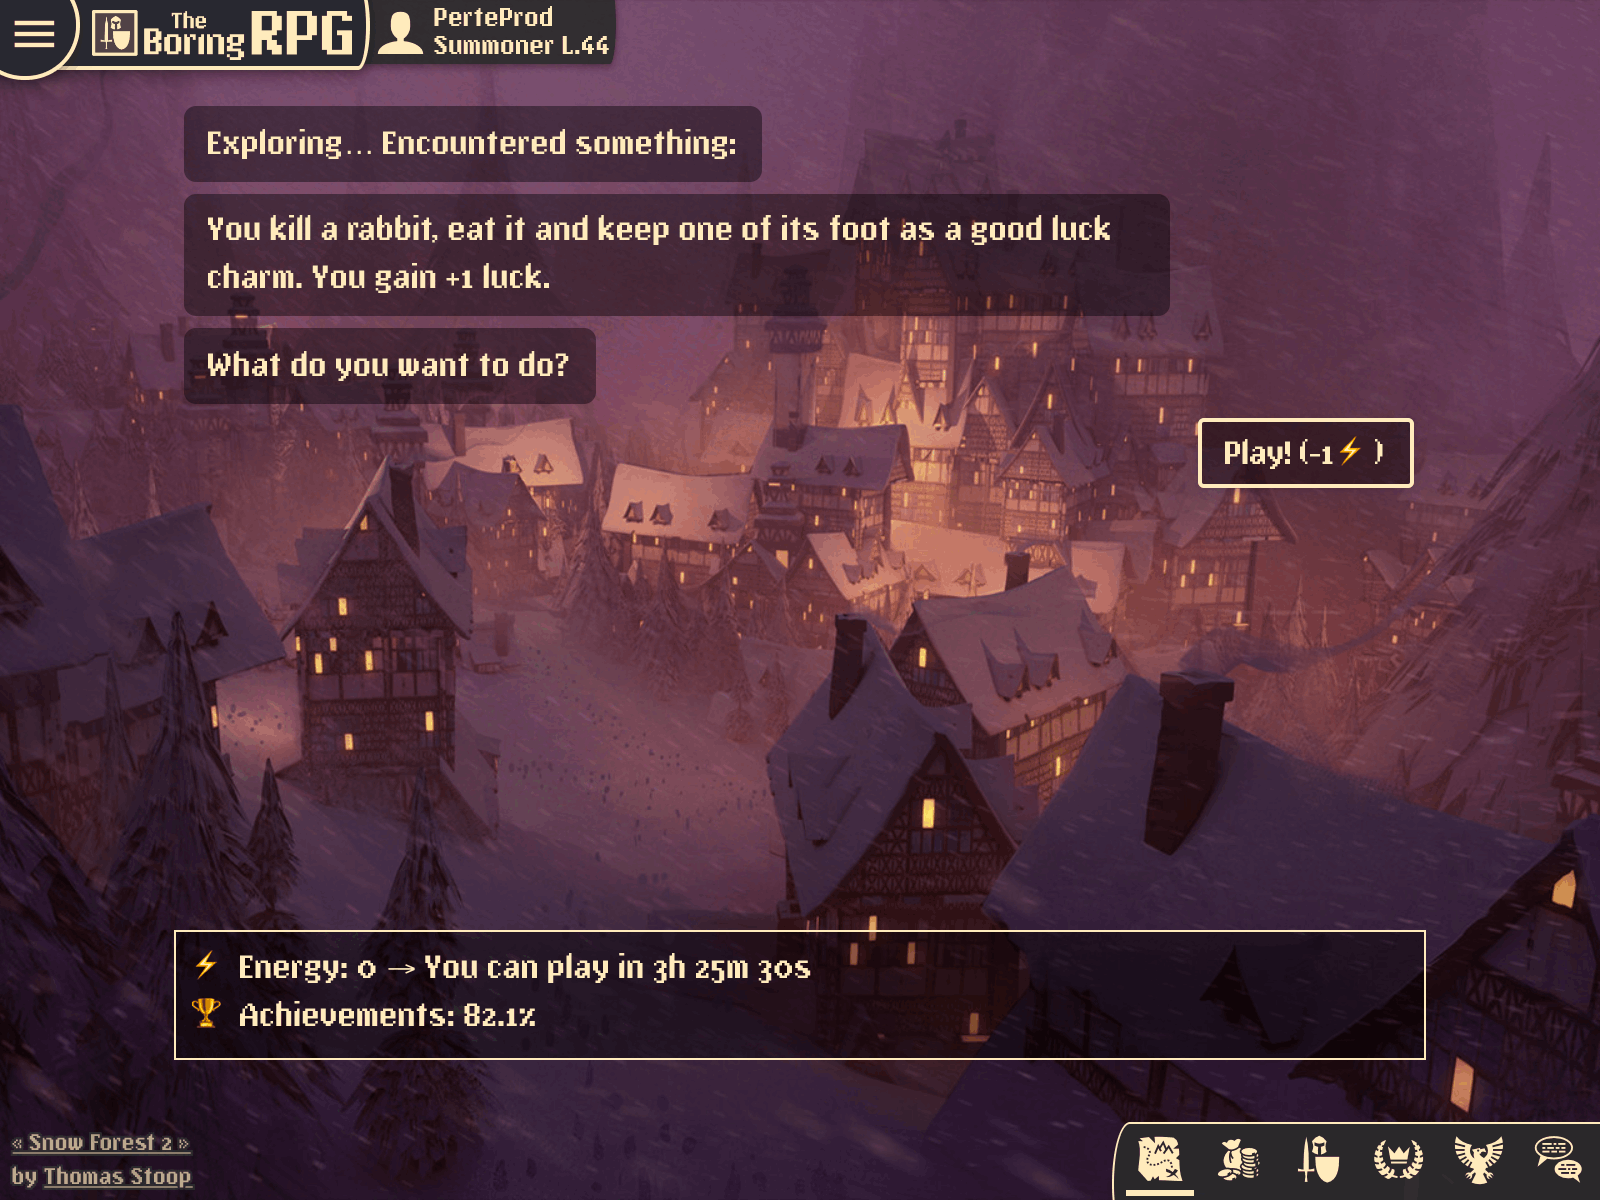 The
Boring RPG
PerteProd
Summoner L.44
Exploring... Encountered something:
You kill a rabbit, eat it and keep one of its foot as a good luck
charm. You gain +1 luck.
What do you want to do?
Play! (-1⚡ )
⚡ Energy: 0 → You can play in 3h 25m 30s
🏆 Achievements: 82.1%
« Snow Forest 2 »
by Thomas Stoop